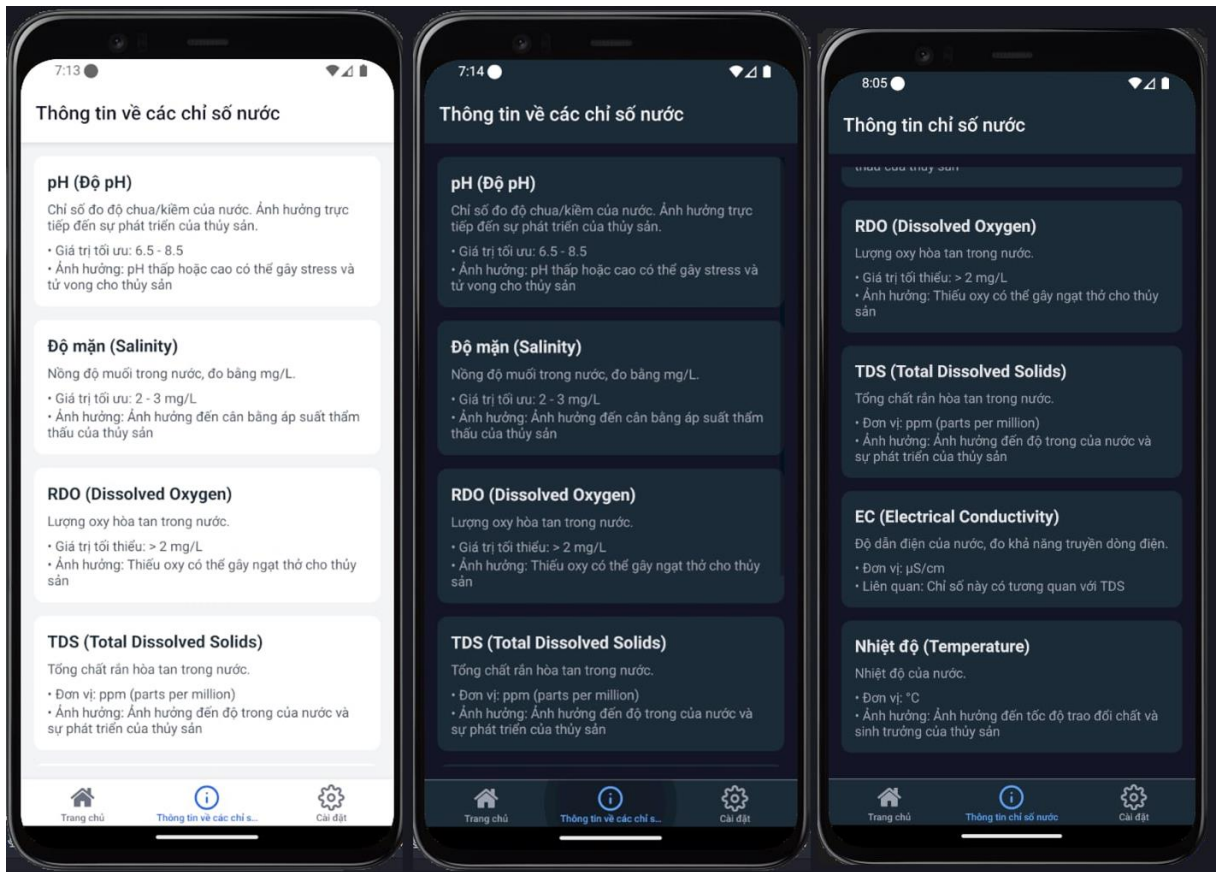 7:13
Thông tin về các chỉ số nước
pH (Độ pH)
Chỉ số đo độ chua/kiềm của nước. Ảnh hưởng trực
tiếp đến sự phát triển của thủy sản.
• Giá trị tối ưu: 6.5 - 8.5
• Ảnh hưởng: pH thấp hoặc cao có thể gây stress và
tử vong cho thủy sản
Độ mặn (Salinity)
Nồng độ muối trong nước, đo bằng mg/L.
• Giá trị tối ưu: 2 - 3 mg/L
• Ảnh hưởng: Ảnh hưởng đến cân bằng áp suất thẩm
thấu của thủy sản
RDO (Dissolved Oxygen)
Lượng oxy hòa tan trong nước.
• Giá trị tối thiểu: > 2 mg/L
• Ảnh hưởng: Thiếu oxy có thể gây ngạt thở cho thủy
sản
TDS (Total Dissolved Solids)
Tổng chất rắn hòa tan trong nước.
• Đơn vị: ppm (parts per million)
• Ảnh hưởng: Ảnh hưởng đến độ trong của nước và
sự phát triển của thủy sản
Trang chủ
Thông tin về các chỉ s...
Cài đặt
7:14
Thông tin về các chỉ số nước
pH (Độ pH)
Chỉ số đo độ chua/kiềm của nước. Ảnh hưởng trực
tiếp đến sự phát triển của thủy sản.
• Giá trị tối ưu: 6.5 - 8.5
• Ảnh hưởng: pH thấp hoặc cao có thể gây stress và
tử vong cho thủy sản
Độ mặn (Salinity)
Nồng độ muối trong nước, đo bằng mg/L.
• Giá trị tối ưu: 2 - 3 mg/L
• Ảnh hưởng: Ảnh hưởng đến cân bằng áp suất thẩm
thấu của thủy sản
RDO (Dissolved Oxygen)
Lượng oxy hòa tan trong nước.
• Giá trị tối thiểu: > 2 mg/L
• Ảnh hưởng: Thiếu oxy có thể gây ngạt thở cho thủy
sản
TDS (Total Dissolved Solids)
Tổng chất rắn hòa tan trong nước.
• Đơn vị: ppm (parts per million)
• Ảnh hưởng: Ảnh hưởng đến độ trong của nước và
sự phát triển của thủy sản
Trang chủ
Thông tin về các chỉ s...
Cài đặt
8:05
Thông tin chỉ số nước
thấu của thủy sản
RDO (Dissolved Oxygen)
Lượng oxy hòa tan trong nước.
• Giá trị tối thiểu: > 2 mg/L
• Ảnh hưởng: Thiếu oxy có thể gây ngạt thở cho thủy
sản
TDS (Total Dissolved Solids)
Tổng chất rắn hòa tan trong nước.
• Đơn vị: ppm (parts per million)
• Ảnh hưởng: Ảnh hưởng đến độ trong của nước và
sự phát triển của thủy sản
EC (Electrical Conductivity)
Độ dẫn điện của nước, đo khả năng truyền dòng điện.
• Đơn vị: µS/cm
• Liên quan: Chỉ số này có tương quan với TDS
Nhiệt độ (Temperature)
Nhiệt độ của nước.
• Đơn vị: °C
• Ảnh hưởng: Ảnh hưởng đến tốc độ trao đổi chất và
sinh trưởng của thủy sản
Trang chủ
Thông tin chỉ số nước
Cài đặt